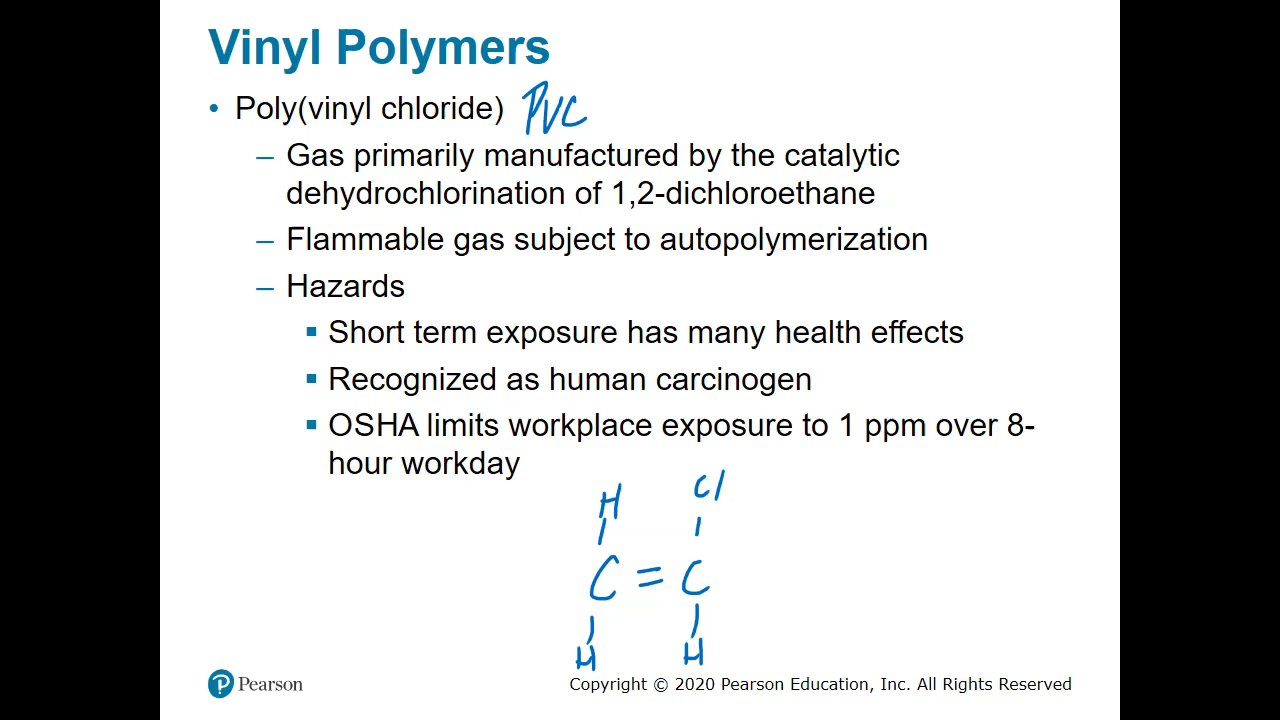 Vinyl Polymers
• Poly(vinyl chloride) PVC
– Gas primarily manufactured by the catalytic
dehydrochlorination of 1,2-dichloroethane
– Flammable gas subject to autopolymerization
– Hazards
▪ Short term exposure has many health effects
▪ Recognized as human carcinogen
▪ OSHA limits workplace exposure to 1 ppm over 8-
hour workday
H Cl
C = C
H H
Pearson
Copyright © 2020 Pearson Education, Inc. All Rights Reserved